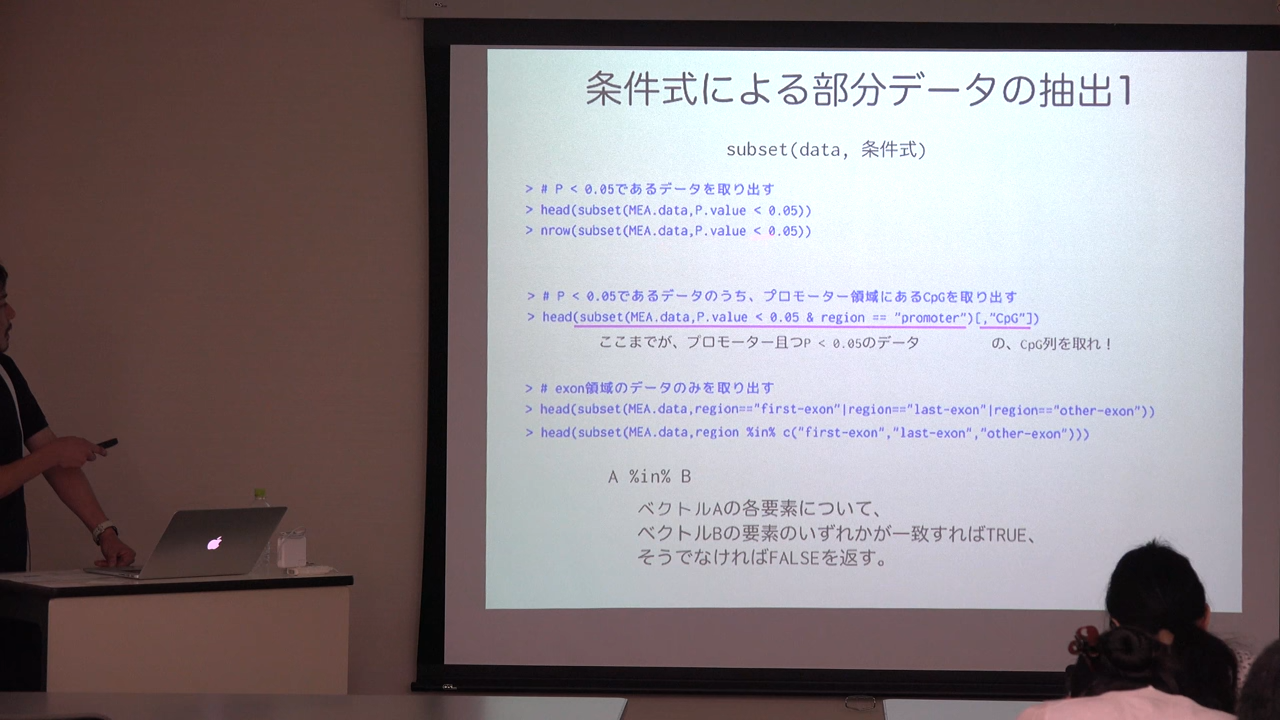 条件式による部分データの抽出1
subset(data, 条件式)
> # P < 0.05であるデータを取り出す
> head(subset(MEA.data,P.value < 0.05))
> nrow(subset(MEA.data,P.value < 0.05))
> # P < 0.05であるデータのうち、プロモーター領域にあるCpGを取り出す
> head(subset(MEA.data,P.value < 0.05 & region == "promoter")[,"CpG"])
ここまでが、プロモーター且つP < 0.05のデータ の、CpG列を取れ！
> # exon領域のデータのみを取り出す
> head(subset(MEA.data,region=="first-exon"|region=="last-exon"|region=="other-exon"))
> head(subset(MEA.data,region %in% c("first-exon","last-exon","other-exon")))
A %in% B
ベクトルAの各要素について、
ベクトルBの要素のいずれかが一致すればTRUE、
そうでなければFALSEを返す。